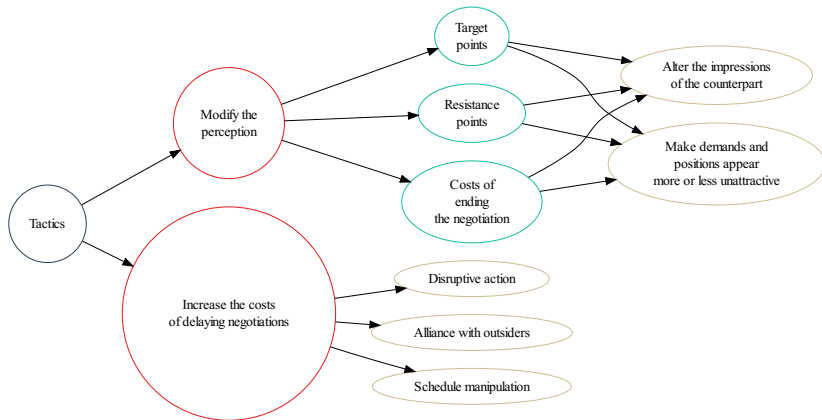 Tactics
Modify the
perception
Increase the costs
of delaying negotiations
Target
points
Resistance
points
Costs of
ending
the negotiation
Disruptive action
Alliance with outsiders
Schedule manipulation
Alter the impressions
of the counterpart
Make demands and
positions appear
more or less unattractive